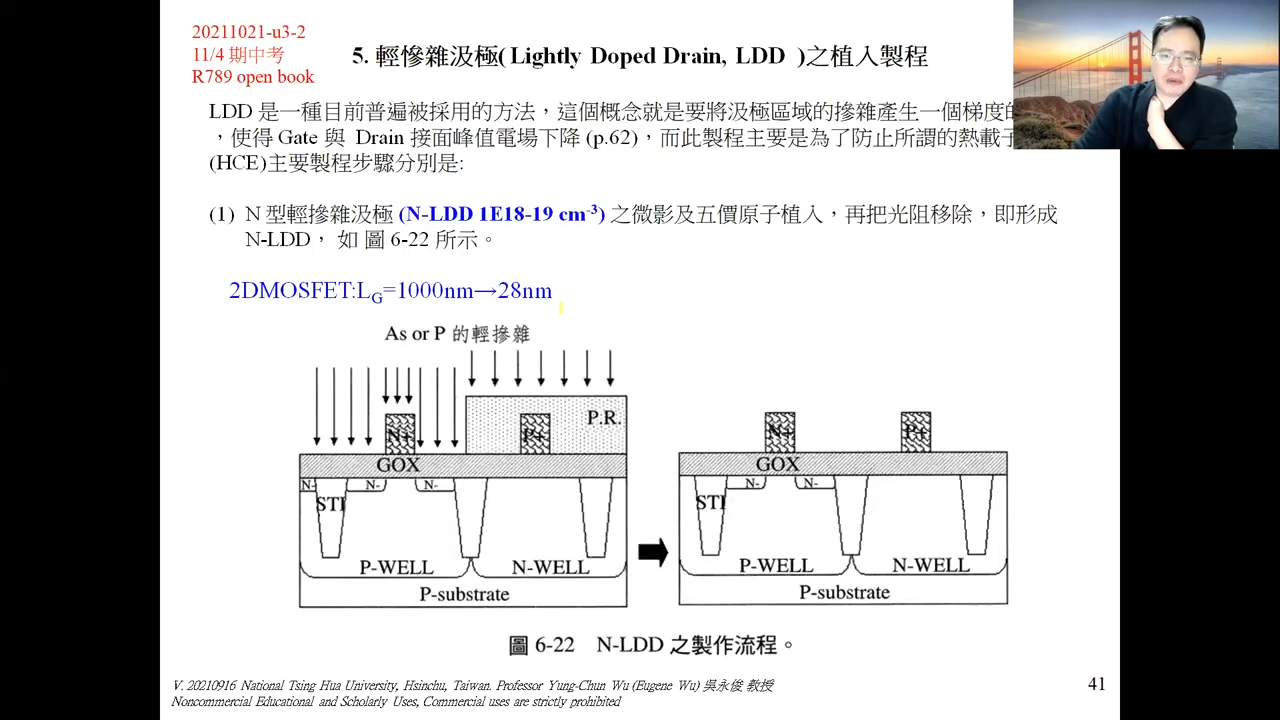 20211021-u3-2
11/4 期中考
R789 open book
5. 輕慘雜汲極( Lightly Doped Drain, LDD )之植入製程
LDD 是一種目前普遍被採用的方法，這個概念就是要將汲極區域的摻雜產生一個梯度的
，使得 Gate 與 Drain 接面峰值電場下降 (p.62)，而此製程主要是為了防止所謂的熱載子
(HCE)主要製程步驟分別是:
(1) N 型輕摻雜汲極 (N-LDD 1E18-19 cm-3) 之微影及五價原子植入，再把光阻移除，即形成
N-LDD， 如 圖 6-22 所示。
2DMOSFET:LG=1000nm→28nm
As or P 的輕摻雜
P.R.
N+
P+
GOX
N-
N-
N-
STI
P-WELL
N-WELL
P-substrate
N+
P+
GOX
N-
N-
STI
P-WELL
N-WELL
P-substrate
圖 6-22 N-LDD 之製作流程。
V. 20210916 National Tsing Hua University, Hsinchu, Taiwan. Professor Yung-Chun Wu (Eugene Wu) 吳永俊 教授
Noncommercial Educational and Scholarly Uses, Commercial uses are strictly prohibited
41